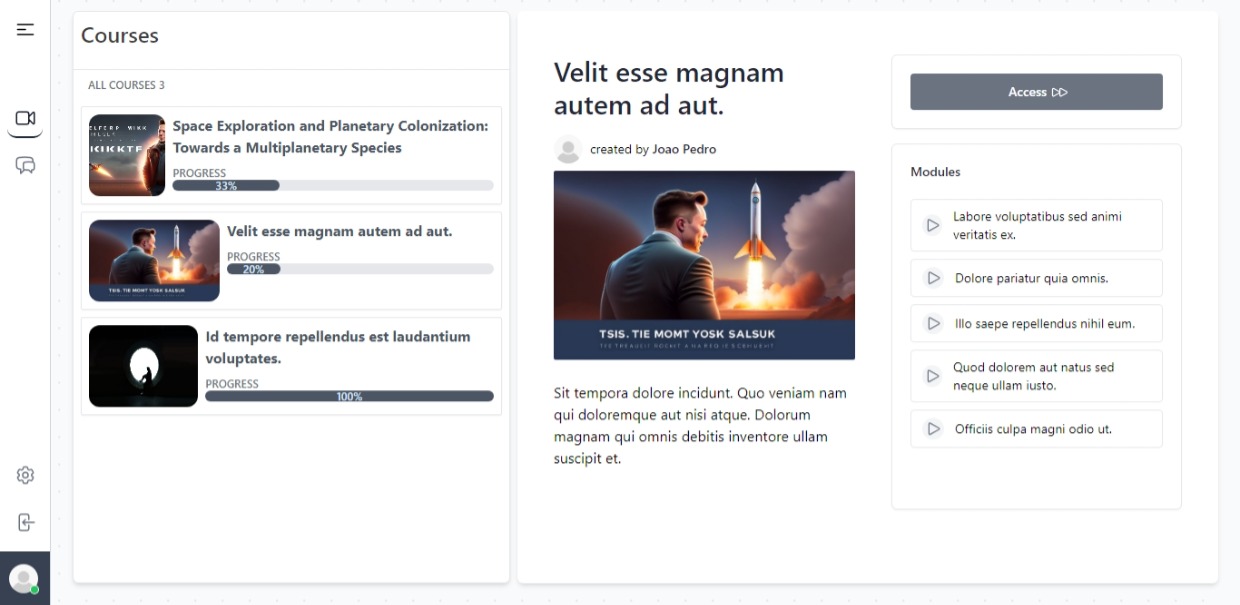 Courses
ALL COURSES 3
Space Exploration and Planetary Colonization:
Towards a Multiplanetary Species
PROGRESS
33%
Velit esse magnam autem ad aut.
PROGRESS
20%
TSIS. TIE MOMT YOSK SALSUK
Id tempore repellendus est laudantium
voluptates.
PROGRESS
100%
Velit esse magnam
autem ad aut.
created by Joao Pedro
TSIS. TIE MOMT YOSK SALSUK
Sit tempora dolore incidunt. Quo veniam nam
qui doloremque aut nisi atque. Dolorum
magnam qui omnis debitis inventore ullam
suscipit et.
Access
Modules
Labore voluptatibus sed animi
veritatis ex.
Dolore pariatur quia omnis.
Illo saepe repellendus nihil eum.
Quod dolorem aut natus sed
neque ullam iusto.
Officiis culpa magni odio ut.